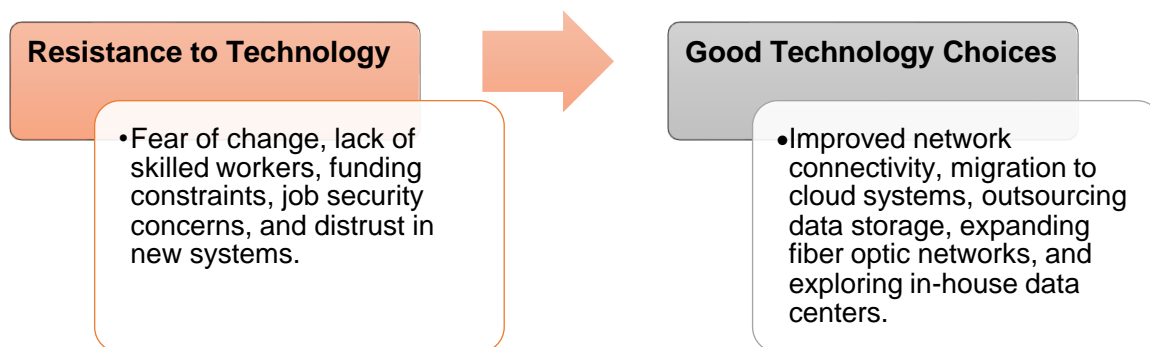 Resistance to Technology
•Fear of change, lack of
skilled workers, funding
constraints, job security
concerns, and distrust in
new systems.
Good Technology Choices
•Improved network
connectivity, migration to
cloud systems, outsourcing
data storage, expanding
fiber optic networks, and
exploring in-house data
centers.